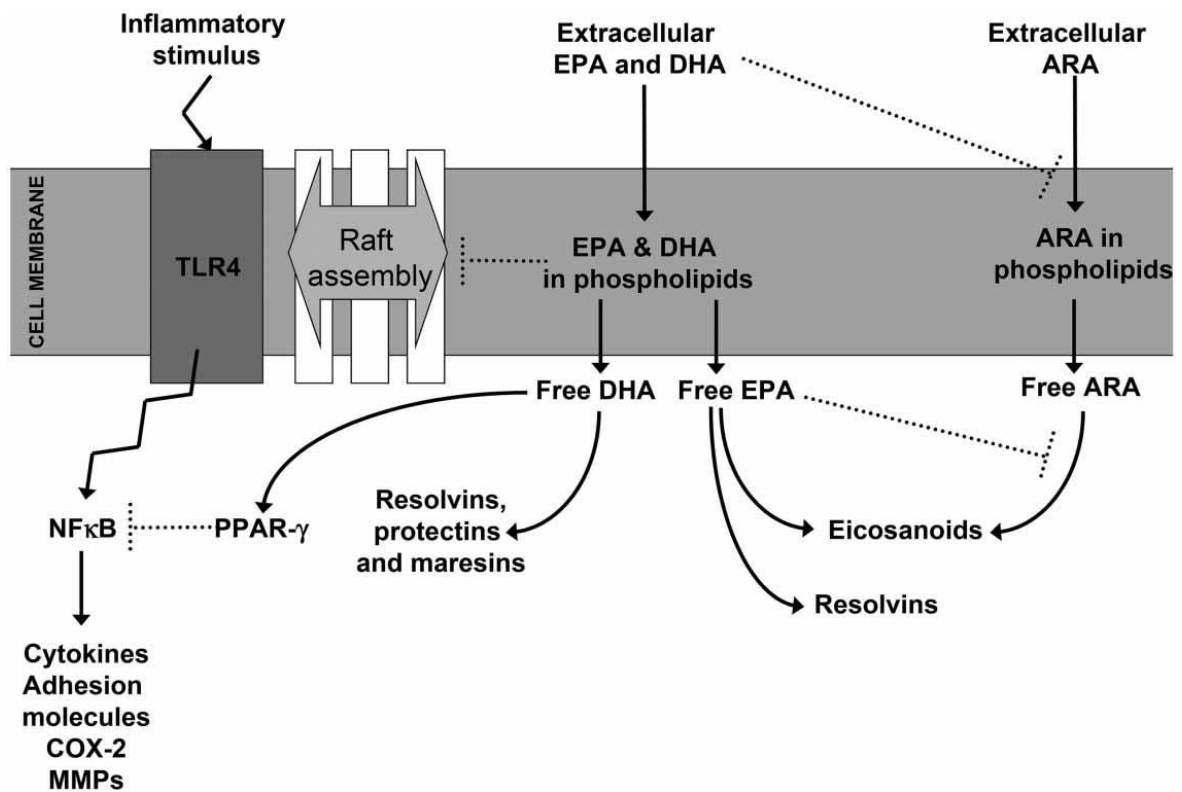 Inflammatory
stimulus
Extracellular
EPA and DHA
Extracellular
ARA
CELL MEMBRANE
TLR4
Raft
assembly
EPA & DHA
in phospholipids
ARA in
phospholipids
Free DHA
Free EPA
Free ARA
NFκB
PPAR-γ
Resolvins,
protectins
and maresins
Eicosanoids
Resolvins
Cytokines
Adhesion
molecules
COX-2
MMPs